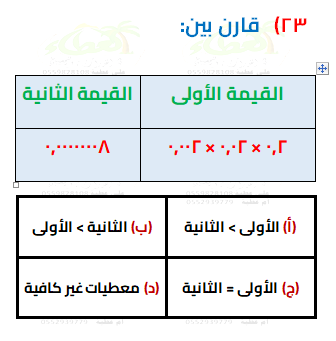 ٢٣) قارن بين:
القيمة الأولى القيمة الثانية
٠,٢ × ٠,٠٢ × ٠,٠٠٢ ٠,٠٠٠٠٠٠٨
(أ) الأولى > الثانية (ب) الثانية > الأولى
(ج) الأولى = الثانية (د) معطيات غير كافية